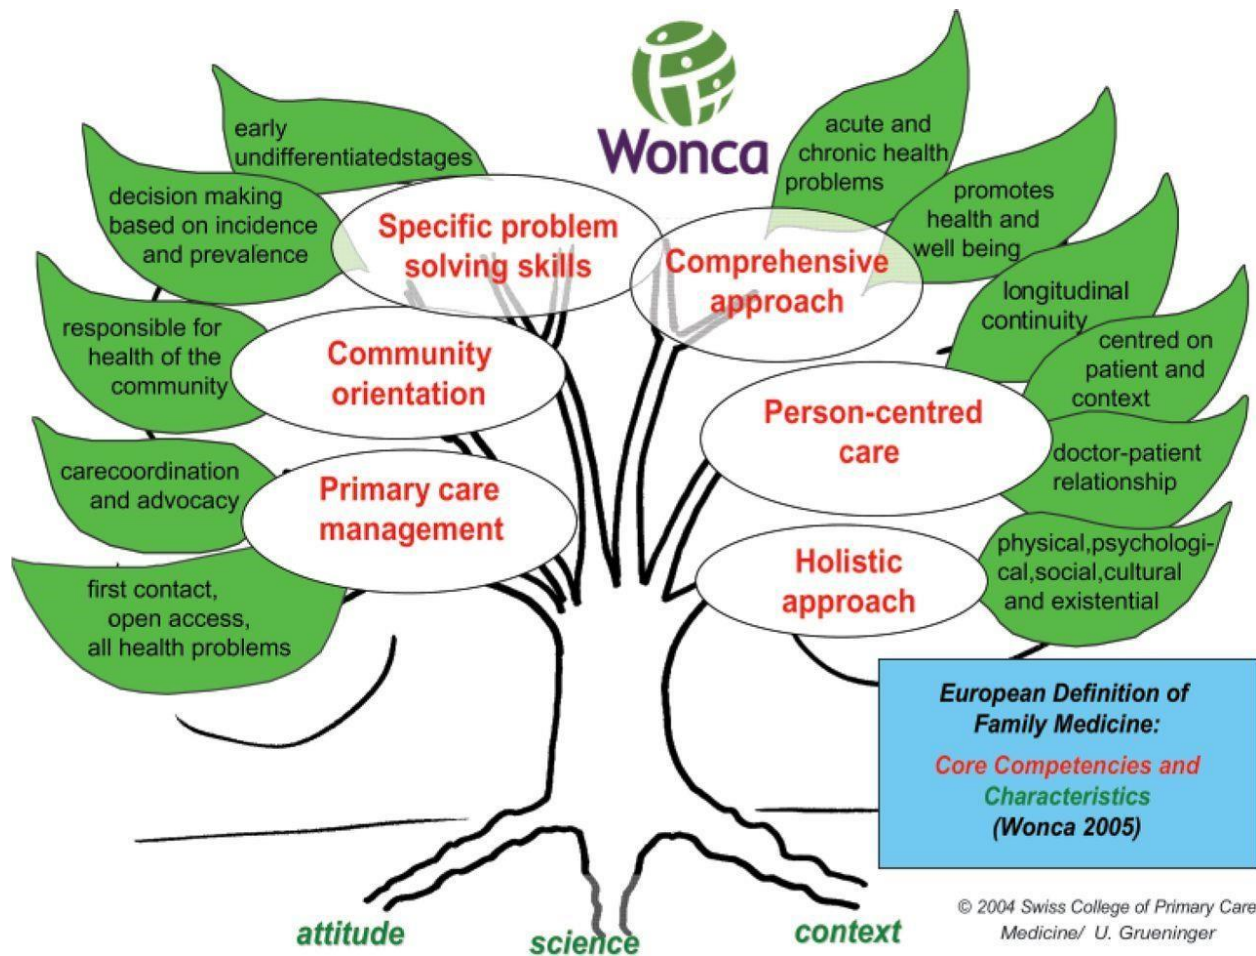 Wonca
early
undifferentiatedstages
decision making
based on incidence
and prevalence
responsible for
health of the
community
carecoordination
and advocacy
first contact,
open access,
all health problems
Specific problem
solving skills
Community
orientation
Primary care
management
Comprehensive
approach
Person-centred
care
Holistic
approach
acute and
chronic health
problems
promotes
health and
well being
longitudinal
continuity
centred on
patient and
context
doctor-patient
relationship
physical,psychologi-
cal,social,cultural
and existential
European Definition of
Family Medicine:
Core Competencies and
Characteristics
(Wonca 2005)
attitude
science
context
© 2004 Swiss College of Primary Care
Medicine/ U. Grueninger